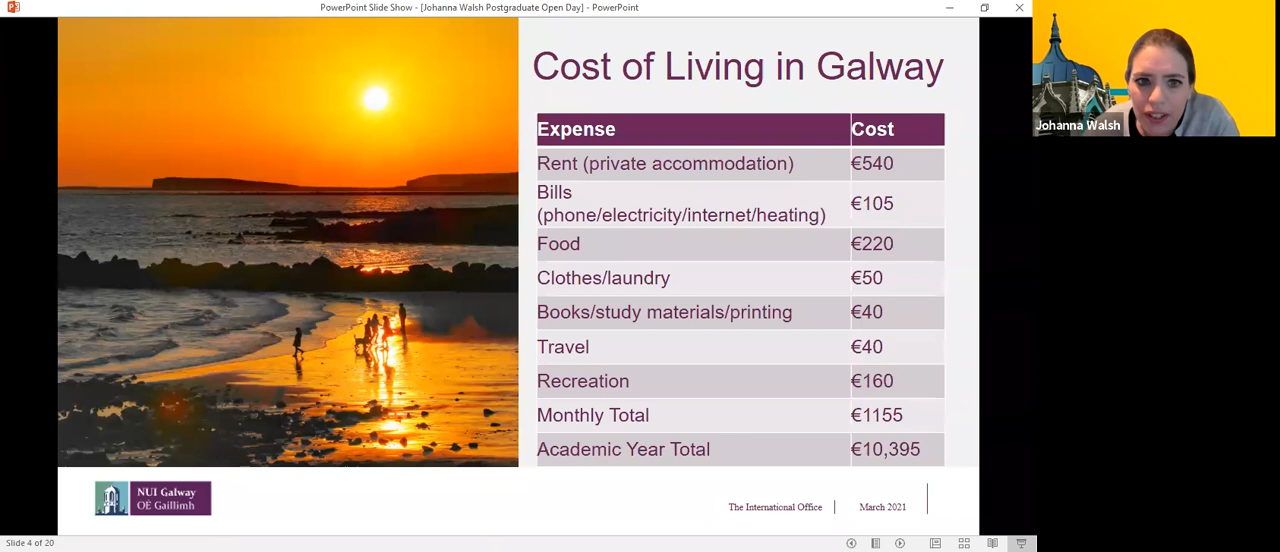 PowerPoint Slide Show - [Johanna Walsh Postgraduate Open Day] - PowerPoint
Cost of Living in Galway
Expense Cost
Rent (private accommodation) €540
Bills
(phone/electricity/internet/heating) €105
Food €220
Clothes/laundry €50
Books/study materials/printing €40
Travel €40
Recreation €160
Monthly Total €1155
Academic Year Total €10,395
NUI Galway
OÉ Gaillimh
The International Office March 2021
Slide 4 of 20
Johanna Walsh